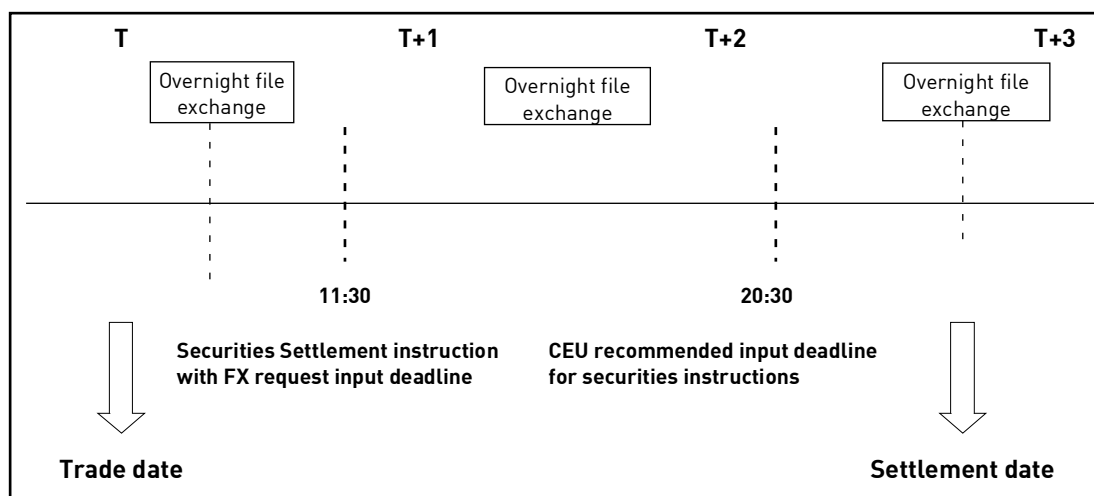 T T+1 T+2 T+3
Overnight file Overnight file Overnight file
exchange exchange exchange
11:30 20:30
Securities Settlement instruction CEU recommended input deadline
with FX request input deadline for securities instructions
Trade date Settlement date